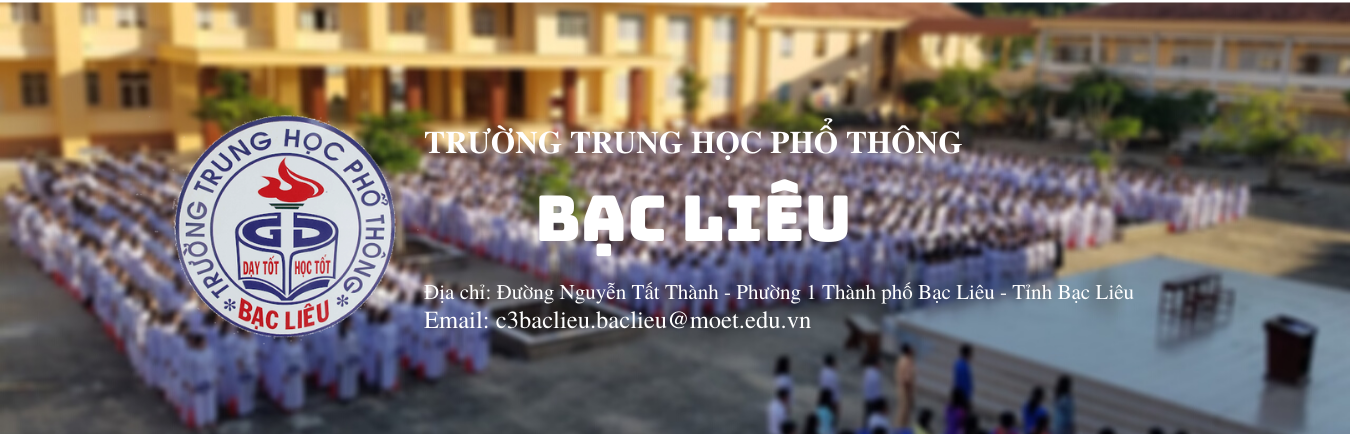 TRƯỜNG TRUNG HỌC PHỔ THÔNG
GD
DẠY TỐT HỌC TỐT
* BẠC LIÊU *
TRƯỜNG TRUNG HỌC PHỔ THÔNG
BẠC LIÊU
Địa chỉ: Đường Nguyễn Tất Thành - Phường 1 Thành phố Bạc Liêu - Tỉnh Bạc Liêu
Email: c3baclieu.baclieu@moet.edu.vn